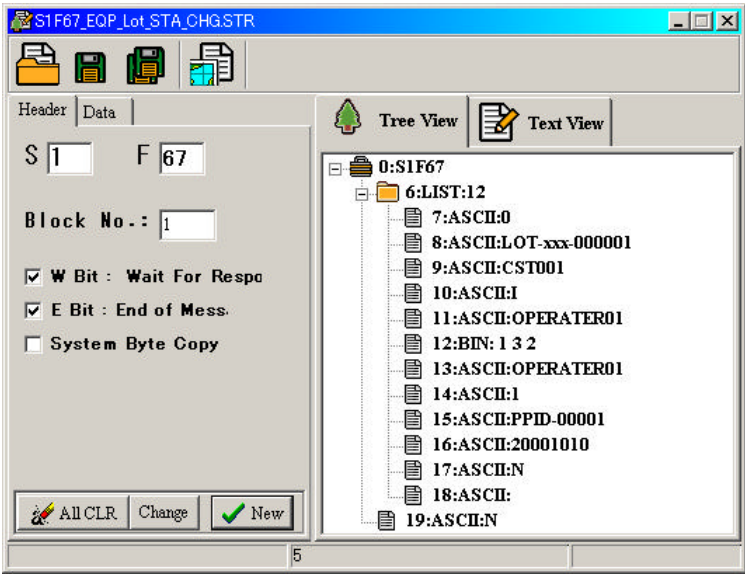 S1F67_EQP_Lot_STA_CHG.STR
Header
Data
S 1 F 67
Block No.: 1
W Bit : Wait For Respo
E Bit : End of Mess
System Byte Copy
All CLR
Change
New
Tree View
Text View
0:S1F67
6:LIST:12
7:ASCII:0
8:ASCII:LOT-xxx-000001
9:ASCII:CST001
10:ASCII:I
11:ASCII:OPERATER01
12:BIN: 1 3 2
13:ASCII:OPERATER01
14:ASCII:1
15:ASCII:PPID-00001
16:ASCII:20001010
17:ASCII:N
18:ASCII:
19:ASCII:N
5